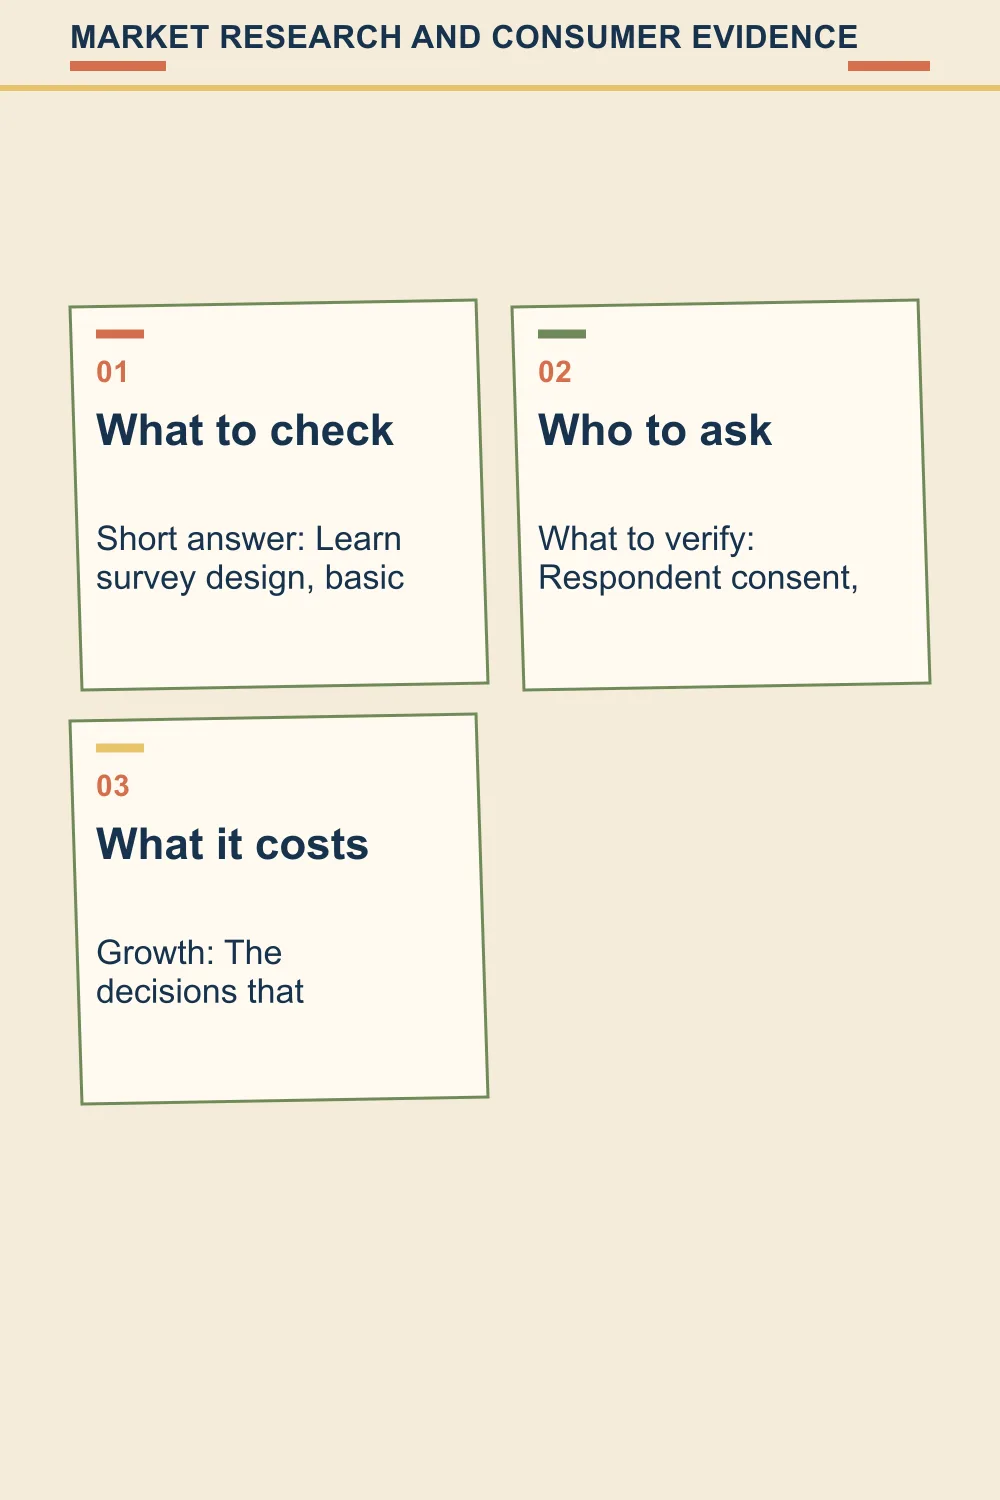 MARKET RESEARCH AND CONSUMER EVIDENCE
01
What to check
Short answer: Learn
survey design, basic
02
Who to ask
What to verify:
Respondent consent,
03
What it costs
Growth: The
decisions that